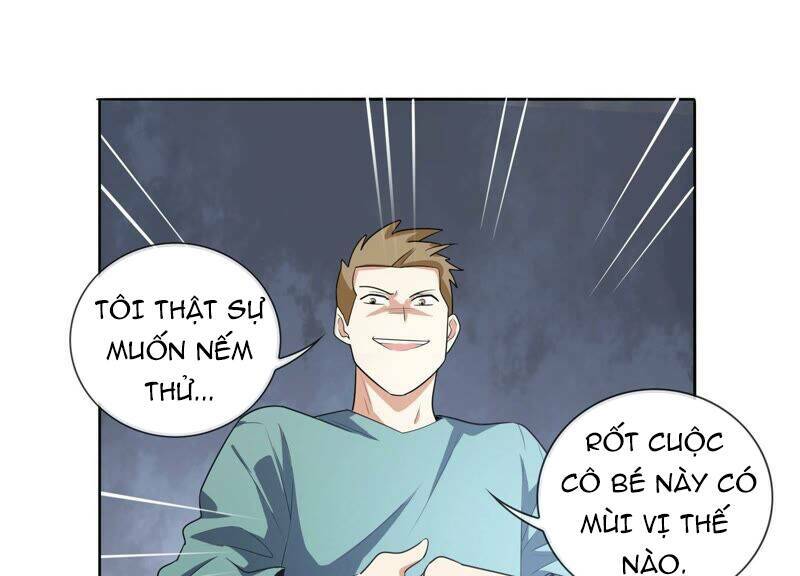 TÔI THẬT SỰ
MUỐN NẾM
THỬ...
RỐT CUỘC
CÔ BÉ NÀY CÓ
MÙI VỊ THẾ
NÀO.